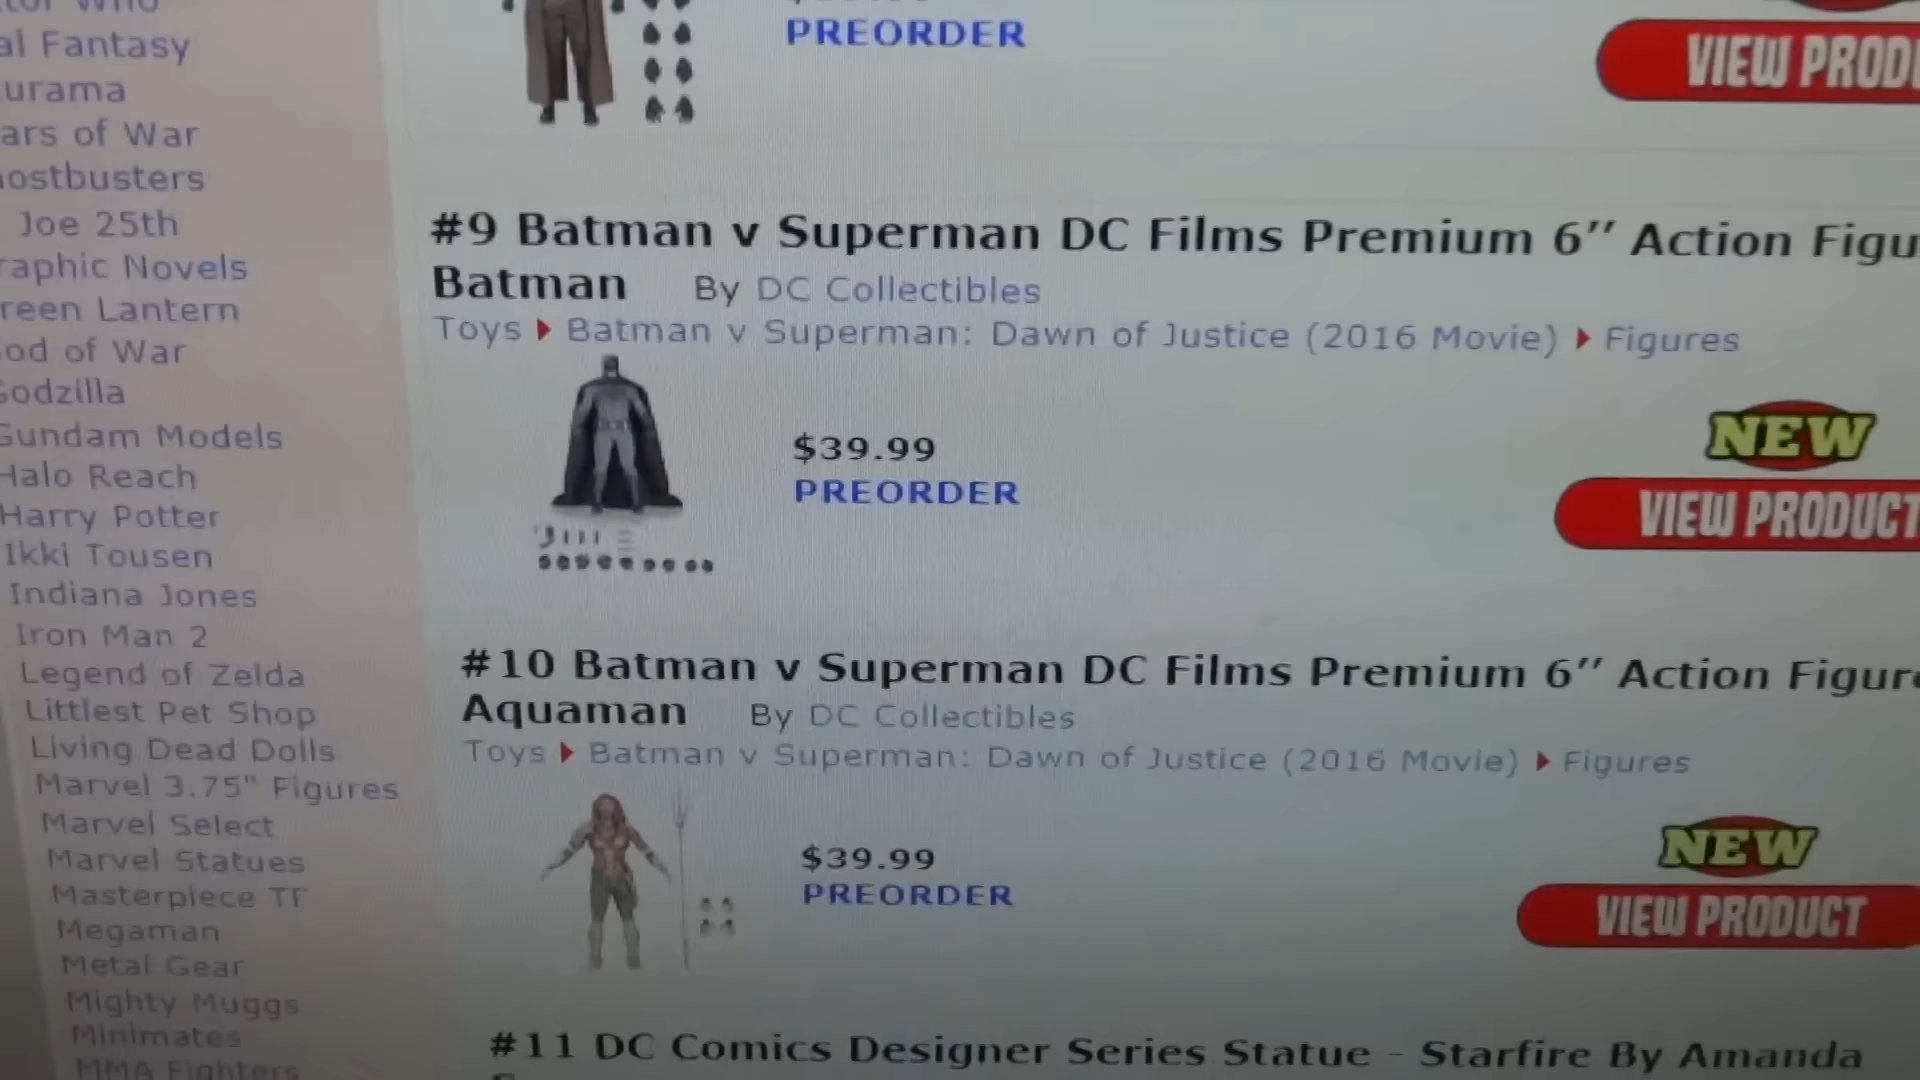 al Fantasy
urama
ars of War
ostbusters
Joe 25th
raphic Novels
reen Lantern
od of War
Godzilla
Gundam Models
Halo Reach
Harry Potter
Ikki Tousen
Indiana Jones
Iron Man 2
Legend of Zelda
Littlest Pet Shop
Living Dead Dolls
Marvel 3.75" Figures
Marvel Select
Marvel Statues
Masterpiece TF
Megaman
Metal Gear
Mighty Muggs
Minimates
MMA Fighters
PREORDER
VIEW PROD
#9 Batman v Superman DC Films Premium 6″ Action Figu
Batman By DC Collectibles
Toys Batman v Superman: Dawn of Justice (2016 Movie) Figures
$39.99
PREORDER
NEW
VIEW PRODUCT
#10 Batman v Superman DC Films Premium 6″ Action Figure
Aquaman By DC Collectibles
Toys Batman v Superman: Dawn of Justice (2016 Movie) Figures
$39.99
PREORDER
NEW
VIEW PRODUCT
#11 DC Comics Designer Series Statue - Starfire By Amanda